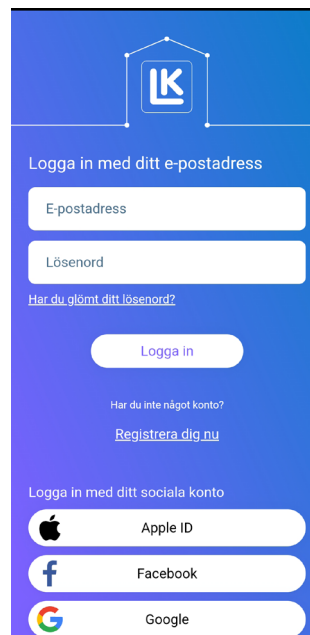 LK
Logga in med ditt e-postadress
E-postadress
Lösenord
Har du glömt ditt lösenord?
Logga in
Har du inte något konto?
Registrera dig nu
Logga in med ditt sociala konto
Apple ID
Facebook
Google